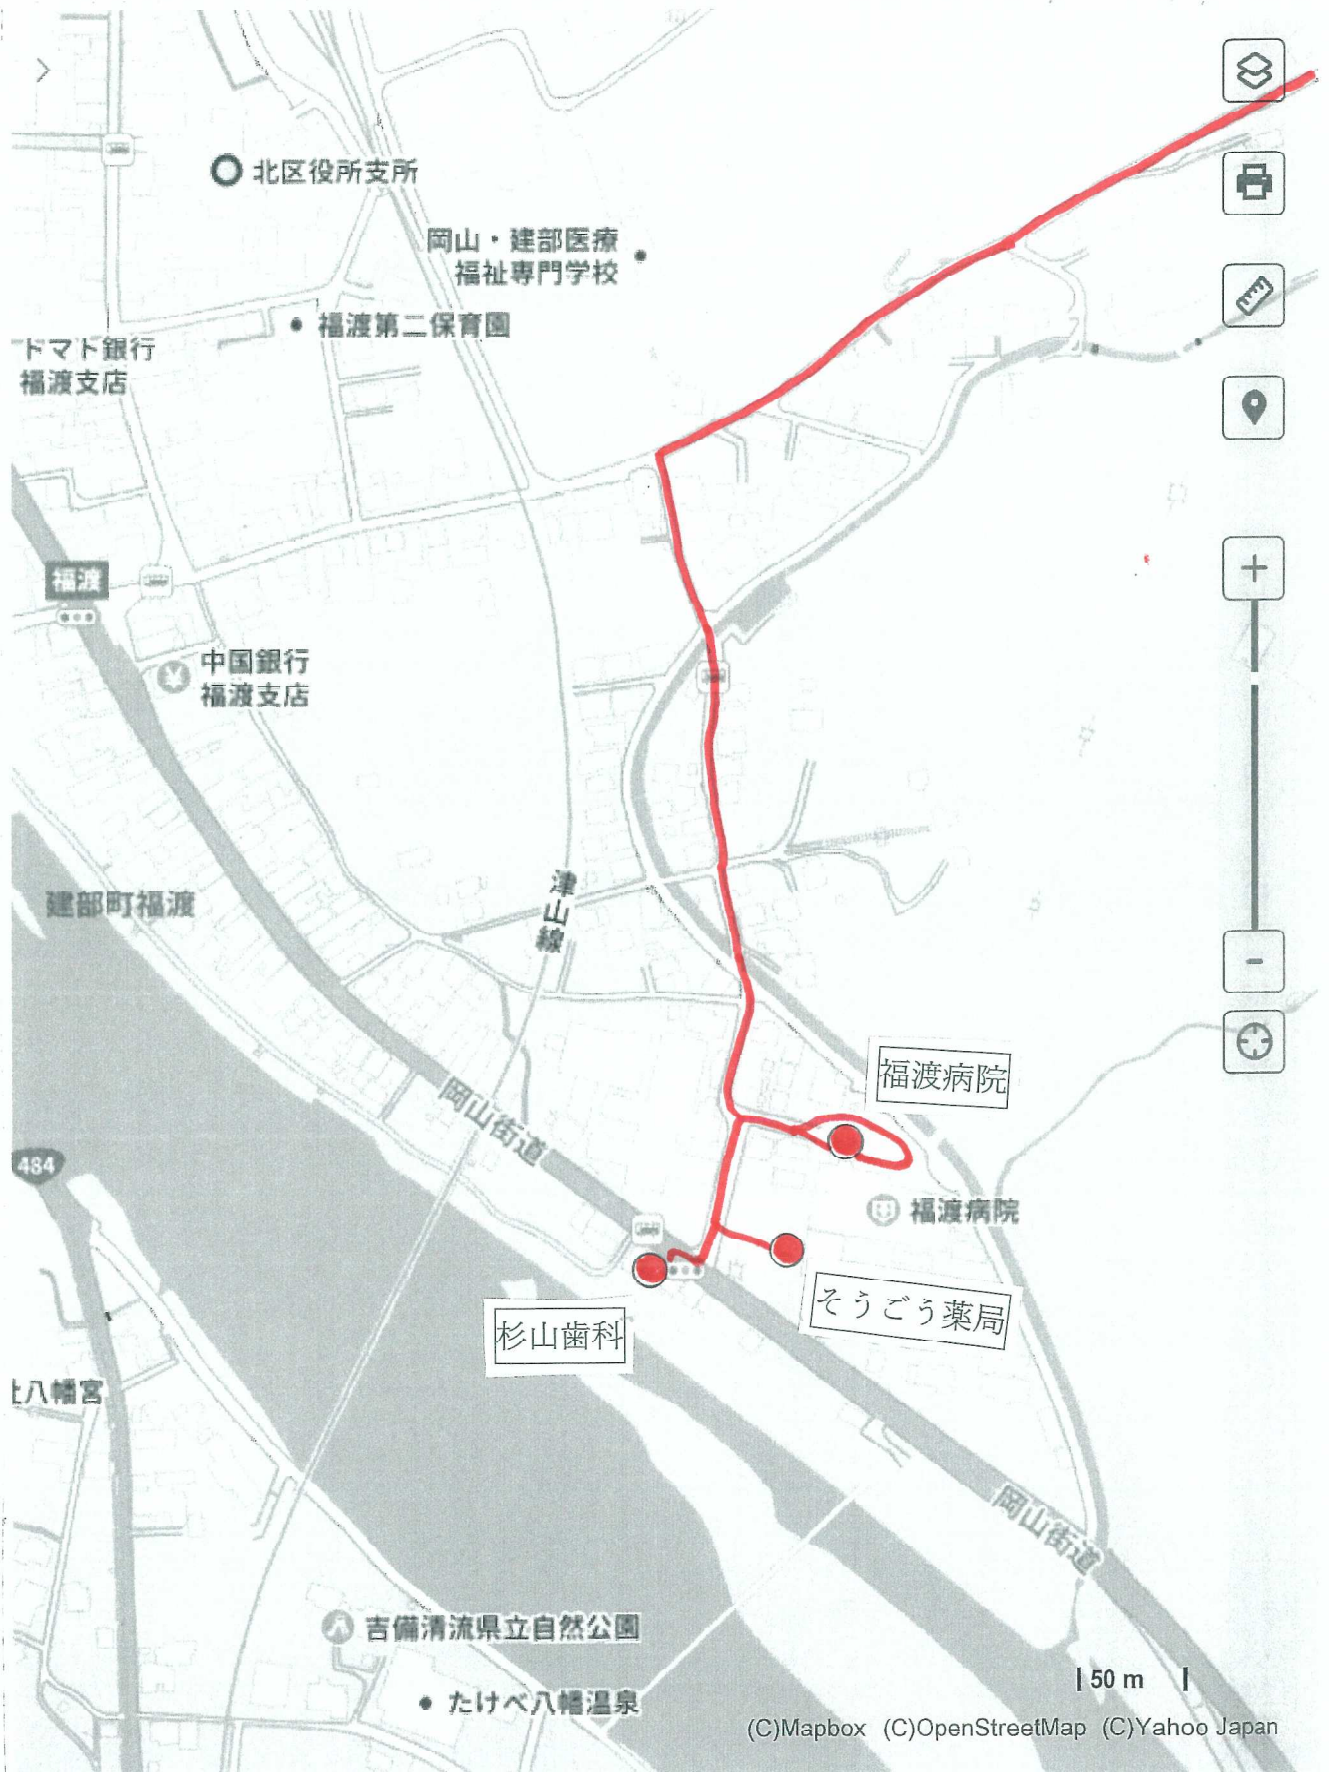 北区役所支所
岡山・建部医療
福祉専門学校
福渡第二保育園
トマト銀行
福渡支店
福渡
中国銀行
福渡支店
津山線
建部町福渡
福渡病院
岡山街道
484
福渡病院
そうごう薬局
杉山歯科
八幡宮
岡山街道
吉備清流県立自然公園
たけべ八幡温泉
50 m
(C)Mapbox (C)OpenStreetMap (C)Yahoo Japan